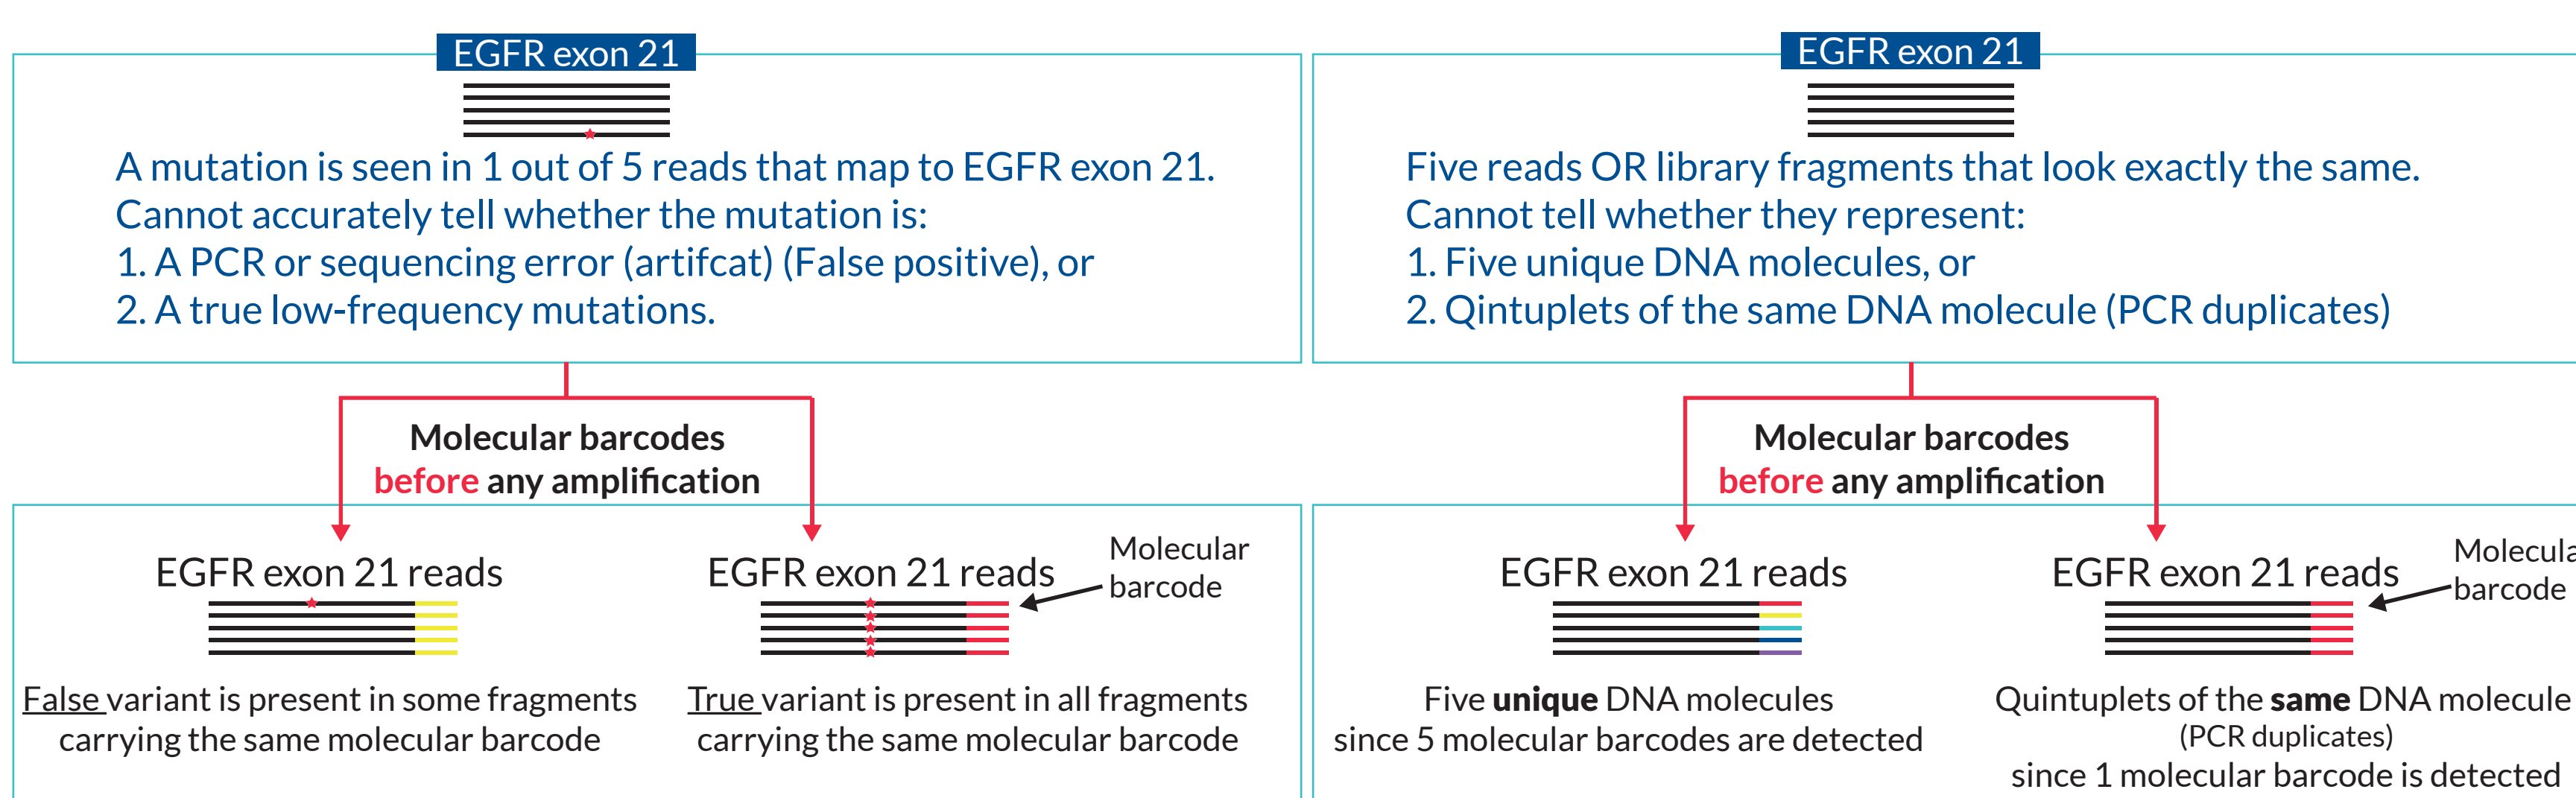 EGFR exon 21
A mutation is seen in 1 out of 5 reads that map to EGFR exon 21.
Cannot accurately tell whether the mutation is:
1. A PCR or sequencing error (artifcat) (False positive), or
2. A true low-frequency mutations.
Molecular barcodes
before any amplification
EGFR exon 21 reads
False variant is present in some fragments
carrying the same molecular barcode
EGFR exon 21 reads
Molecular
barcode
True variant is present in all fragments
carrying the same molecular barcode
EGFR exon 21
Five reads OR library fragments that look exactly the same.
Cannot tell whether they represent:
1. Five unique DNA molecules, or
2. Qintuplets of the same DNA molecule (PCR duplicates)
Molecular barcodes
before any amplification
EGFR exon 21 reads
Five unique DNA molecules
since 5 molecular barcodes are detected
EGFR exon 21 reads
Molecula
barcode
Quintuplets of the same DNA molecule
(PCR duplicates)
since 1 molecular barcode is detected